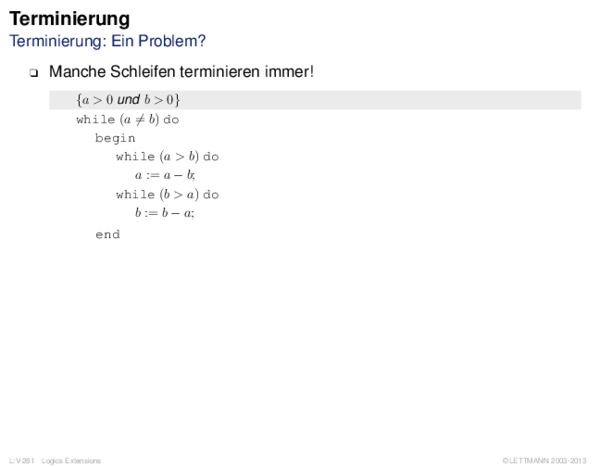 Terminierung
Terminierung: Ein Problem?
❑ Manche Schleifen terminieren immer!
{a > 0 und b > 0}
while (a ≠ b) do
begin
while (a > b) do
a := a − b;
while (b > a) do
b := b − a;
end
L:V-281 Logics Extensions
©LETTMANN 2003-2013